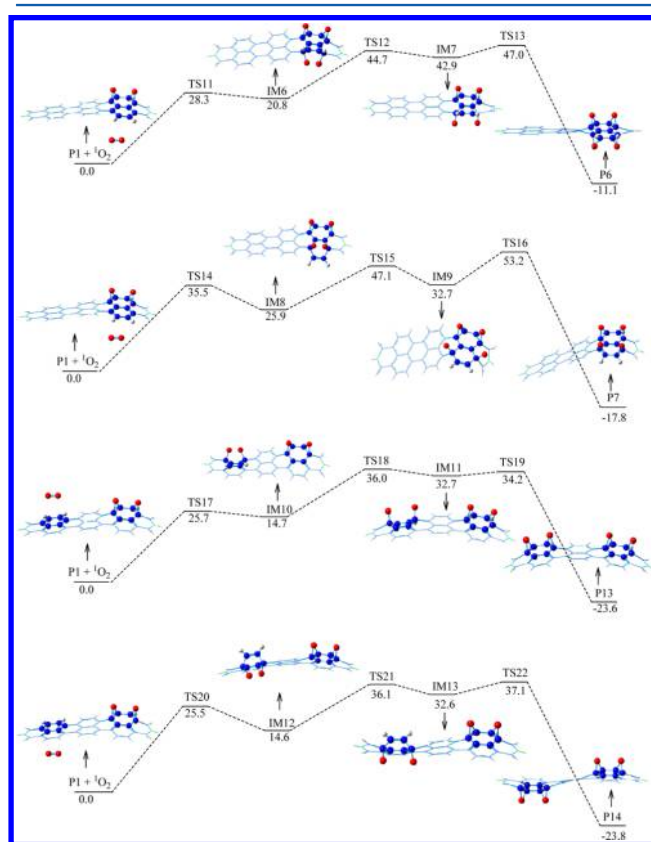 TS11
28.3
IM6
20.8
TS12
44.7
IM7
42.9
TS13
47.0
P1 + ¹O₂
0.0
P6
-11.1
TS14
35.5
IM8
25.9
TS15
47.1
IM9
32.7
TS16
53.2
P1 + ¹O₂
0.0
P7
-17.8
TS17
25.7
IM10
14.7
TS18
36.0
IM11
32.7
TS19
34.2
P1 + ¹O₂
0.0
P13
-23.6
TS20
25.5
IM12
14.6
TS21
36.1
IM13
32.6
TS22
37.1
P1 + ¹O₂
0.0
P14
-23.8